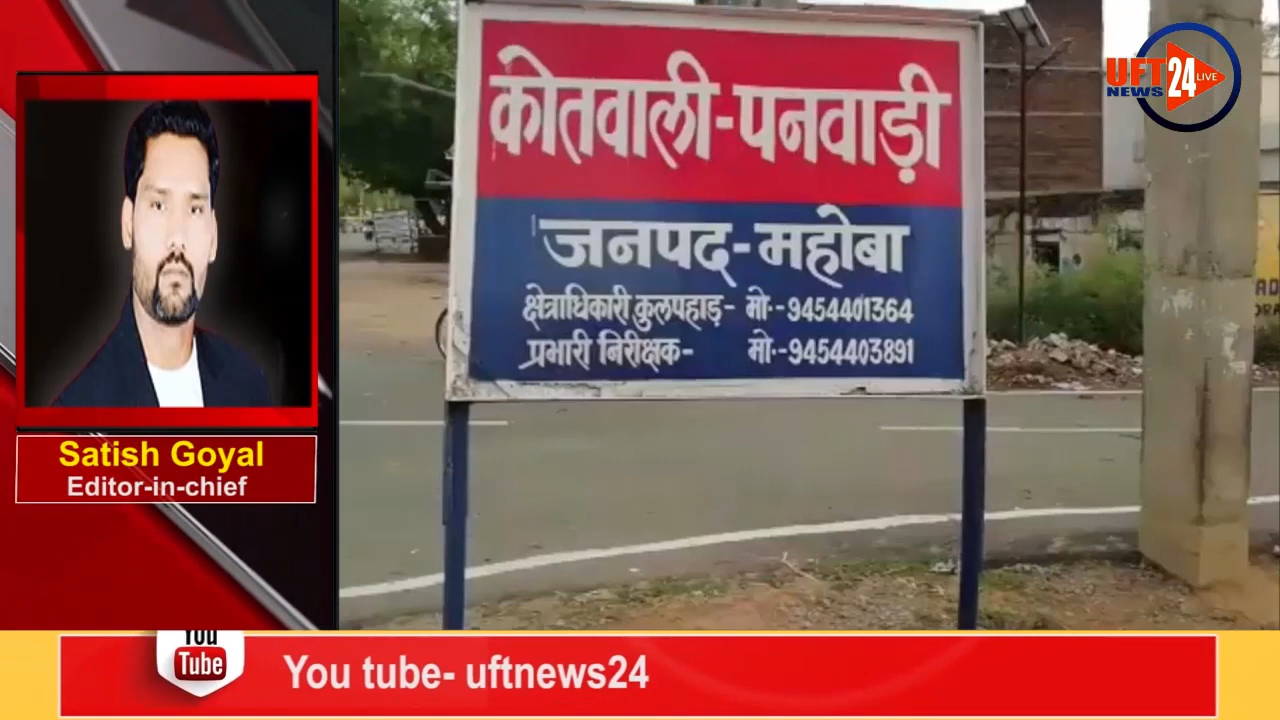 कोतवाली-पनवाड़ी
जनपद-महोबा
क्षेत्राधिकारी कुलपहाड़- मो.-9454401364
प्रभारी निरीक्षक- मो.-9454403891
UFT
NEWS 24 LIVE
Satish Goyal
Editor-in-chief
You
Tube
You tube- uftnews24